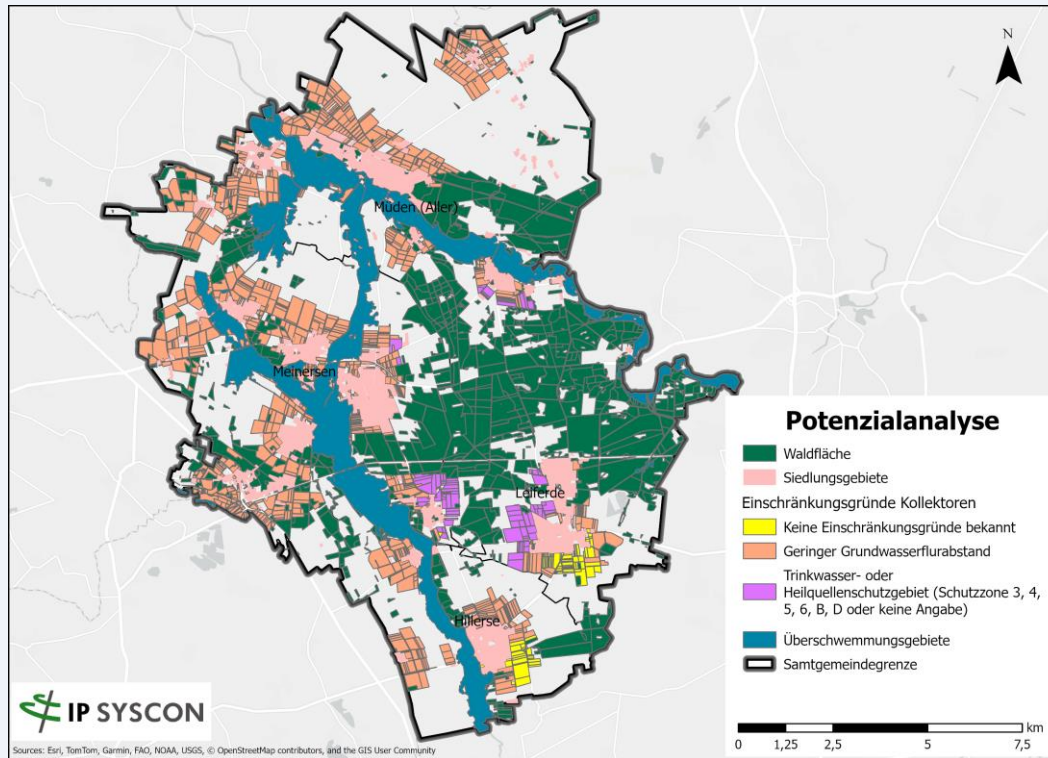 N
Müden (Aller)
Meinersen
Leiferde
Hillerse
Potenzialanalyse
Waldfläche
Siedlungsgebiete
Einschränkungsgründe Kollektoren
Keine Einschränkungsgründe bekannt
Geringer Grundwasserflurabstand
Trinkwasser- oder
Heilquellenschutzgebiet (Schutzzone 3, 4,
5, 6, B, D oder keine Angabe)
Überschwemmungsgebiete
Samtgemeindegrenze
km
0 1,25 2,5 5 7,5
IP SYSCON
Sources: Esri, TomTom, Garmin, FAO, NOAA, USGS, © OpenStreetMap contributors, and the GIS User Community